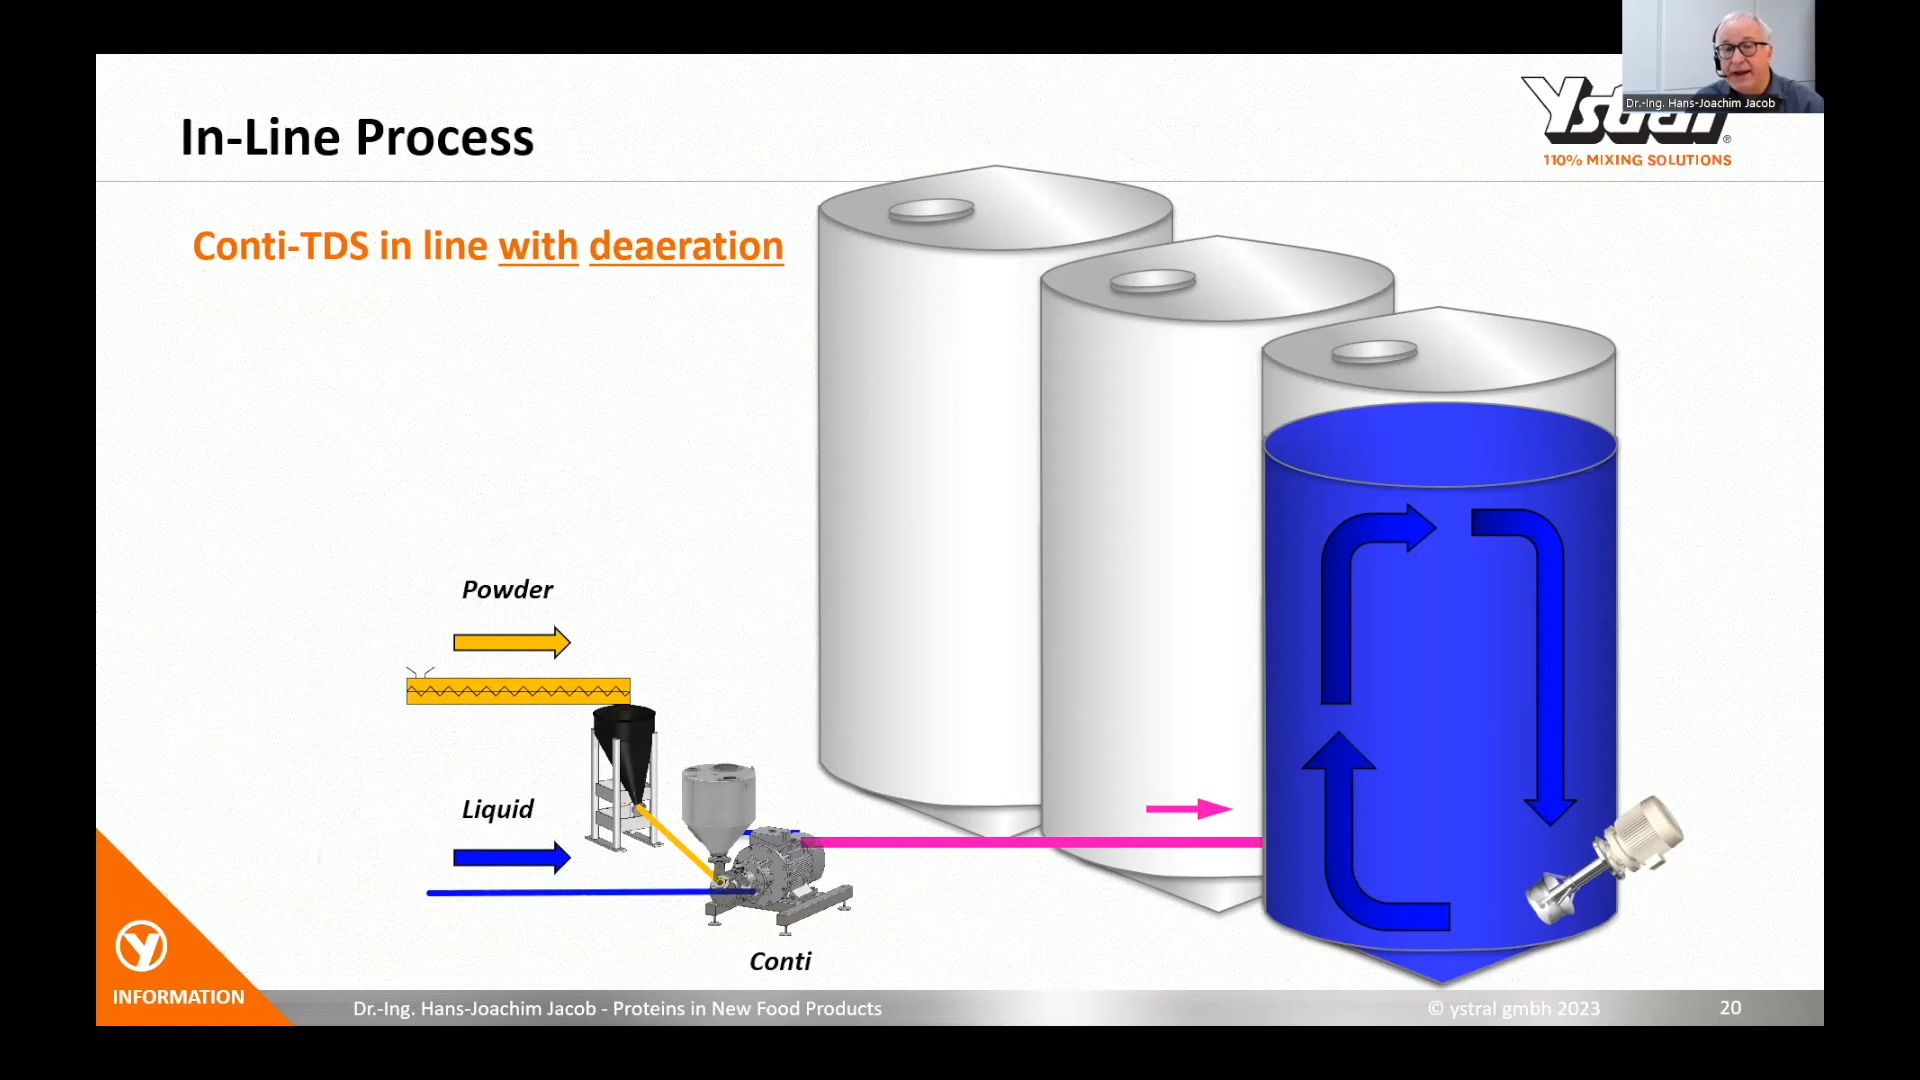 In-Line Process
Dr.-Ing. Hans-Joachim Jacob
Ystral®
110% MIXING SOLUTIONS
Conti-TDS in line with deaeration
Powder
Liquid
Conti
INFORMATION
Dr.-Ing. Hans-Joachim Jacob - Proteins in New Food Products
© ystral gmbh 2023
20